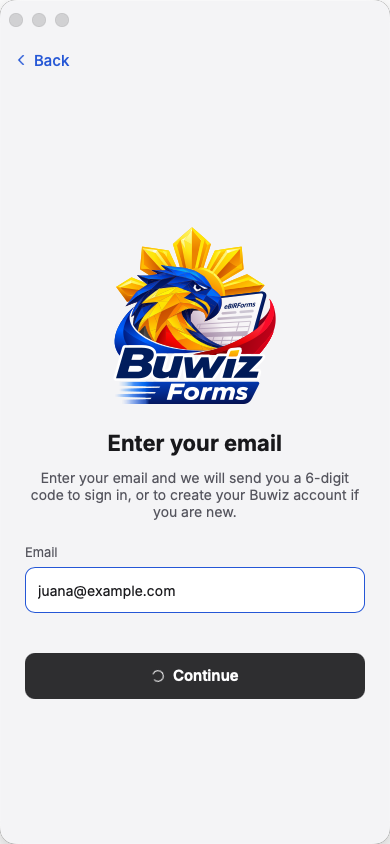 Back
eBIRForms
Buwiz
Forms
Enter your email
Enter your email and we will send you a 6-digit
code to sign in, or to create your Buwiz account if
you are new.
Email
juana@example.com
Continue